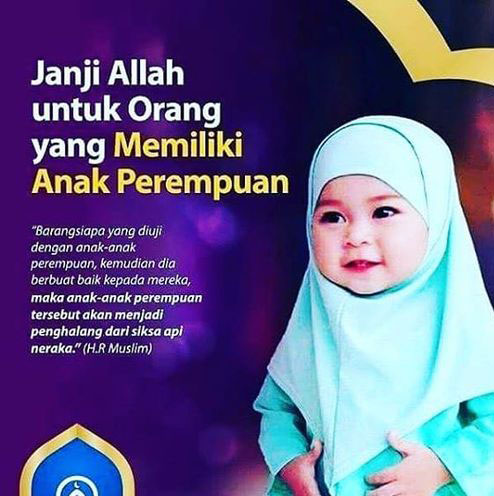 Janji Allah
untuk Orang
yang Memiliki
Anak Perempuan
"Barangsiapa yang diuji
dengan anak-anak
perempuan, kemudian dia
berbuat baik kepada mereka,
maka anak-anak perempuan
tersebut akan menjadi
penghalang dari siksa api
neraka." (H.R Muslim)